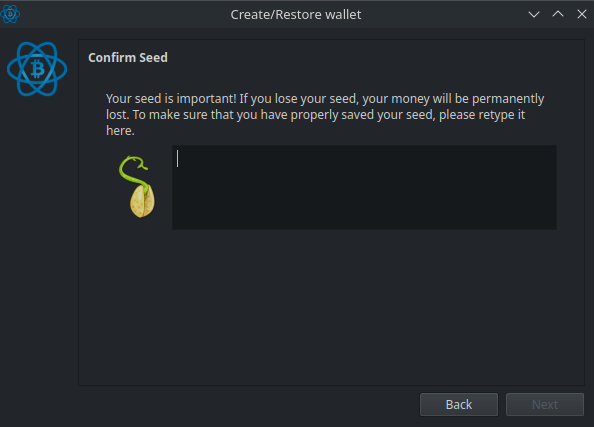 Create/Restore wallet
Confirm Seed
Your seed is important! If you lose your seed, your money will be permanently
lost. To make sure that you have properly saved your seed, please retype it
here.
Back
Next